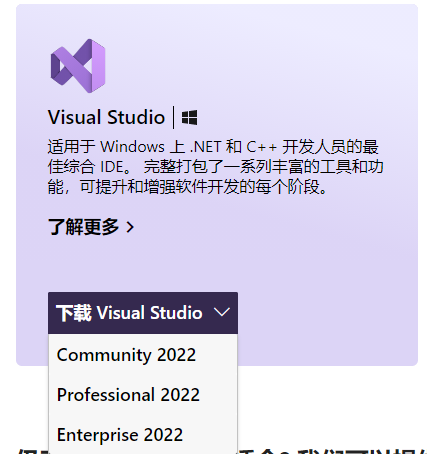 Visual Studio
适用于 Windows 上 .NET 和 C++ 开发人员的最
佳综合 IDE。 完整打包了一系列丰富的工具和功
能，可提升和增强软件开发的每个阶段。
了解更多
下载 Visual Studio
Community 2022
Professional 2022
Enterprise 2022